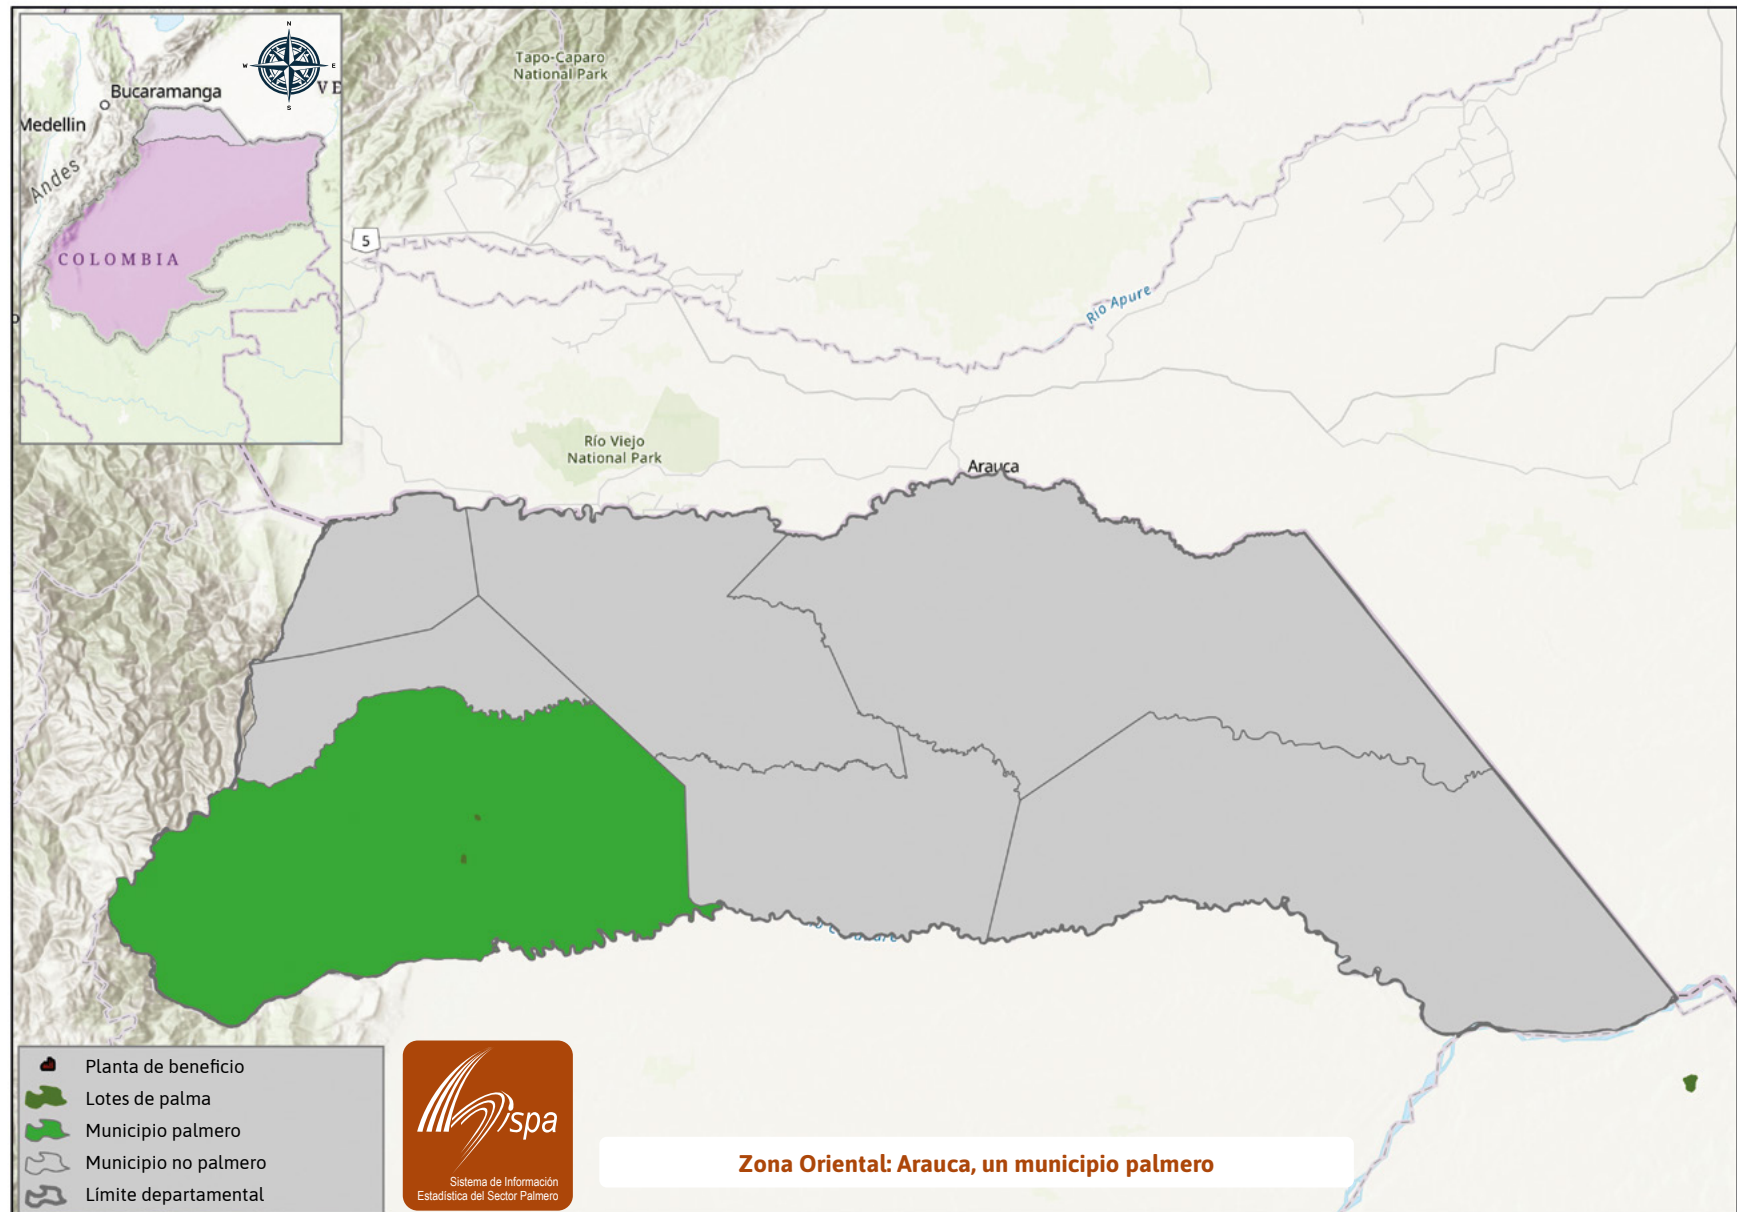 Tapo-Caparo
National Park
N
W
E
S
VE
Bucaramanga
Medellin
Andes
COLOMBIA
5
Río Apure
Río Viejo
National Park
Arauca
Planta de beneficio
Lotes de palma
Municipio palmero
Municipio no palmero
Límite departamental
ispa
Sistema de Información
Estadística del Sector Palmero
Zona Oriental: Arauca, un municipio palmero